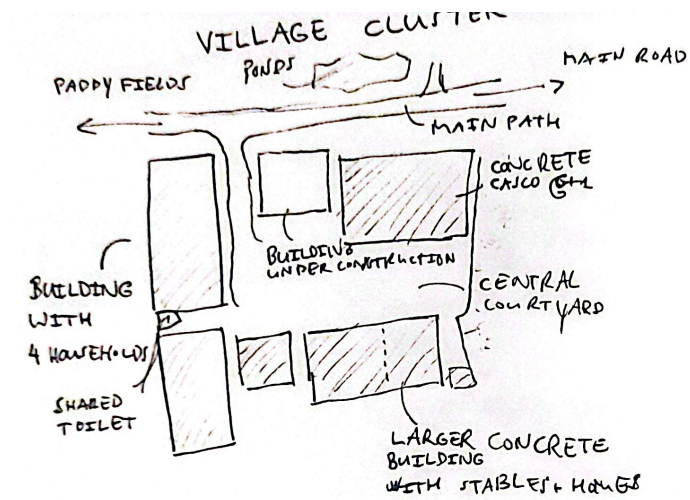 VILLAGE CLUSTER
PONDS
MAIN ROAD
PADDY FIELDS
MAIN PATH
CONCRETE
CASCO G+1
BUILDING
UNDER CONSTRUCTION
CENTRAL
COURTYARD
BUILDING
WITH
4 HOUSEHOLDS
SHARED
TOILET
LARGER CONCRETE
BUILDING
WITH STABLES + HOMES